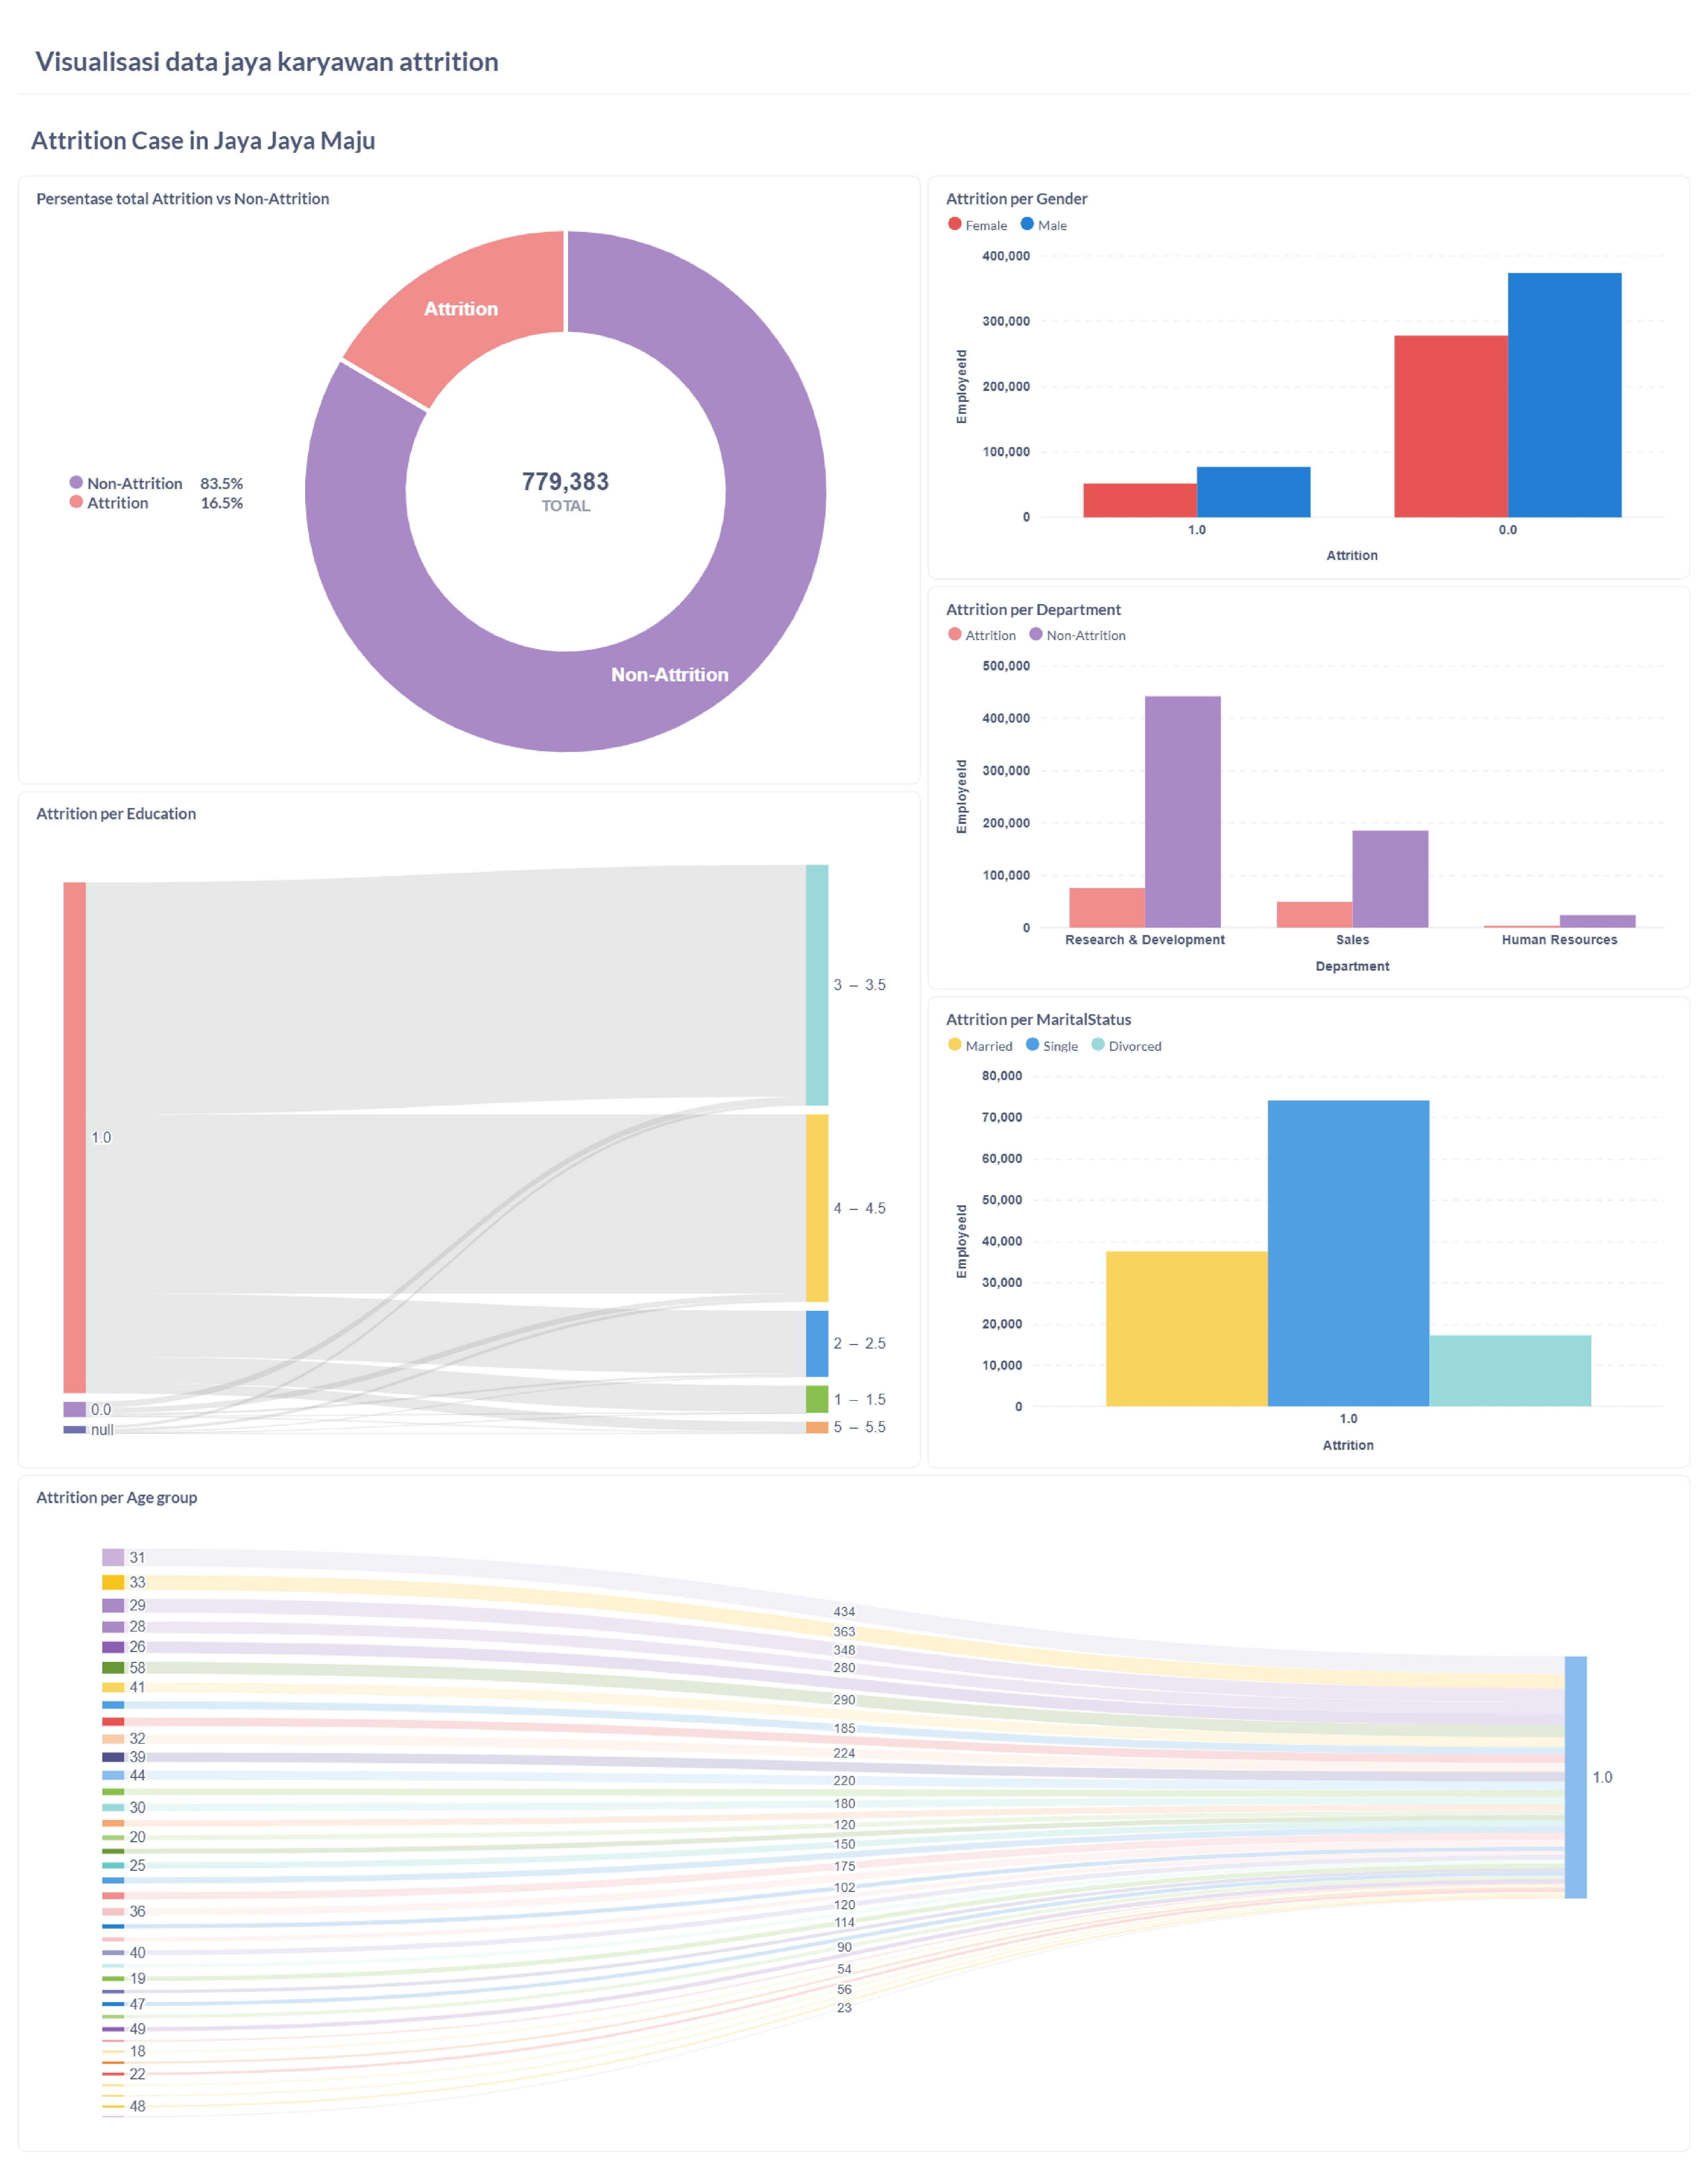 Visualisasi data jaya karyawan attrition
Attrition Case in Jaya Jaya Maju
Persentase total Attrition vs Non-Attrition
Non-Attrition 83.5%
Attrition 16.5%
Attrition
779,383
TOTAL
Non-Attrition
Attrition per Gender
Female Male
400,000
300,000
200,000
100,000
0
EmployeeId
1.0 0.0
Attrition
Attrition per Department
Attrition Non-Attrition
500,000
400,000
300,000
200,000
100,000
0
EmployeeId
Research & Development Sales Human Resources
Department
Attrition per Education
1.0
0.0
null
3 – 3.5
4 – 4.5
2 – 2.5
1 – 1.5
5 – 5.5
Attrition per MaritalStatus
Married Single Divorced
80,000
70,000
60,000
50,000
40,000
30,000
20,000
10,000
0
EmployeeId
1.0
Attrition
Attrition per Age group
31
33
29
28
26
58
41
32
39
44
30
20
25
36
40
19
47
49
18
22
48
434
363
348
280
290
185
224
220
180
120
150
175
102
120
114
90
54
56
23
1.0